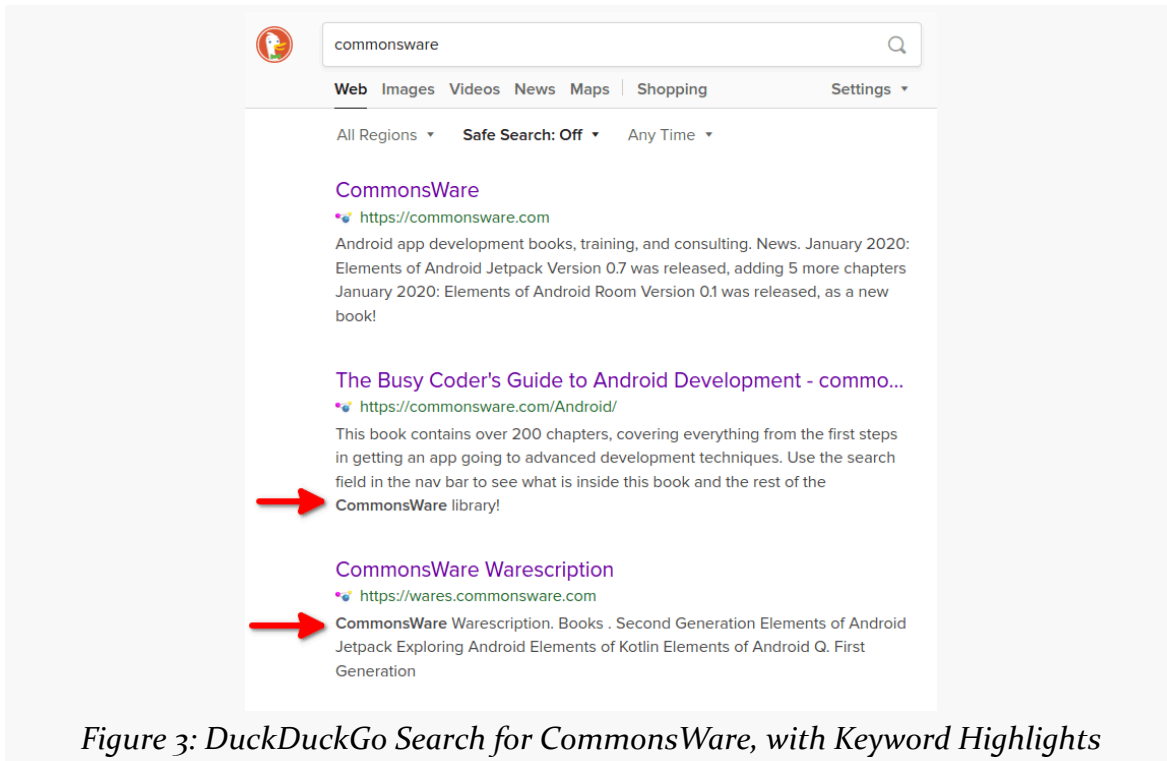 commonsware
Web Images Videos News Maps Shopping Settings
All Regions Safe Search: Off Any Time
CommonsWare
https://commonsware.com
Android app development books, training, and consulting. News. January 2020:
Elements of Android Jetpack Version 0.7 was released, adding 5 more chapters
January 2020: Elements of Android Room Version 0.1 was released, as a new
book!
The Busy Coder's Guide to Android Development - commo...
https://commonsware.com/Android/
This book contains over 200 chapters, covering everything from the first steps
in getting an app going to advanced development techniques. Use the search
field in the nav bar to see what is inside this book and the rest of the
CommonsWare library!
CommonsWare Warescription
https://wares.commonsware.com
CommonsWare Warescription. Books . Second Generation Elements of Android
Jetpack Exploring Android Elements of Kotlin Elements of Android Q. First
Generation
Figure 3: DuckDuckGo Search for CommonsWare, with Keyword Highlights